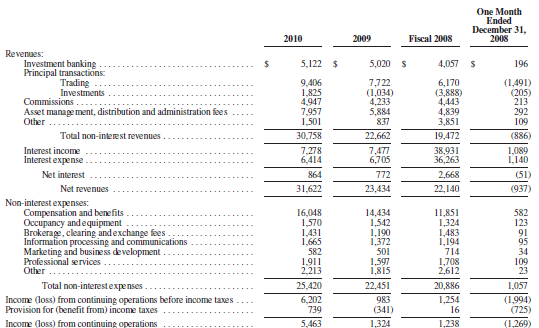 One Month
Ended
December 31,
2010 2009 Fiscal 2008 2008
Revenues:
Investment banking $ 5,122 $ 5,020 $ 4,057 $ 196
Principal transactions:
Trading 9,406 7,722 6,170 (1,491)
Investments 1,825 (1,034) (3,888) (205)
Commissions 4,947 4,233 4,443 213
Asset management, distribution and administration fees 7,957 5,884 4,839 292
Other 1,501 837 3,851 109
Total non-interest revenues 30,758 22,662 19,472 (886)
Interest income 7,278 7,477 38,931 1,089
Interest expense 6,414 6,705 36,263 1,140
Net interest 864 772 2,668 (51)
Net revenues 31,622 23,434 22,140 (937)
Non-interest expenses:
Compensation and benefits 16,048 14,434 11,851 582
Occupancy and equipment 1,570 1,542 1,324 123
Brokerage, clearing and exchange fees 1,431 1,190 1,483 91
Information processing and communications 1,665 1,372 1,194 95
Marketing and business development 582 501 714 34
Professional services 1,911 1,597 1,708 109
Other 2,213 1,815 2,612 23
Total non-interest expenses 25,420 22,451 20,886 1,057
Income (loss) from continuing operations before income taxes 6,202 983 1,254 (1,994)
Provision for (benefit from) income taxes 739 (341) 16 (725)
Income (loss) from continuing operations 5,463 1,324 1,238 (1,269)